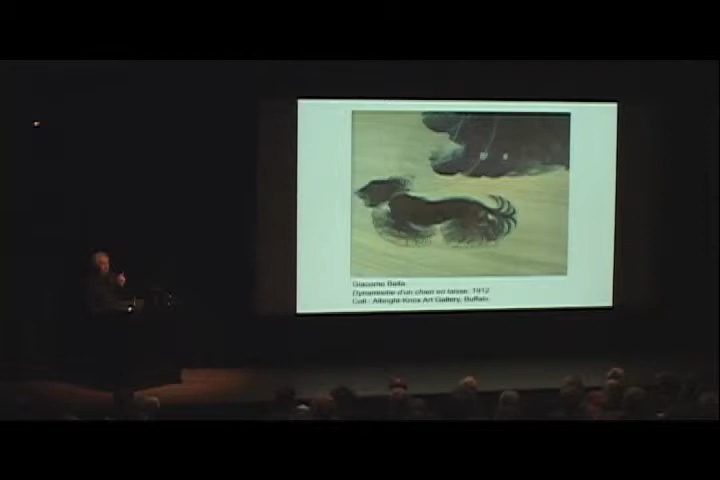 Giacomo Balla
Dynamisme d'un chien en laisse, 1912
Coll : Albright-Knox Art Gallery, Buffalo